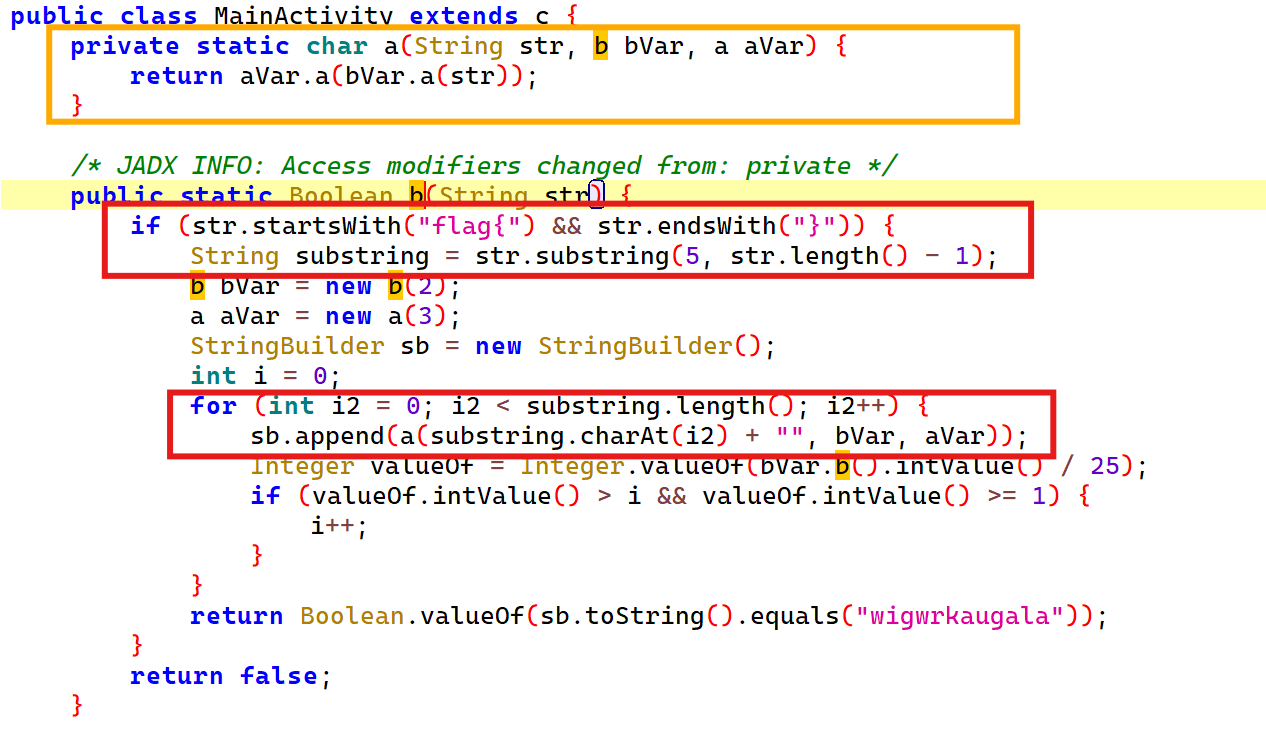 public class MainActivity extends c {
private static char a(String str, b bVar, a aVar) {
return aVar.a(bVar.a(str));
}
/* JADX INFO: Access modifiers changed from: private */
public static Boolean b(String str) {
if (str.startsWith("flag{") && str.endsWith("}")) {
String substring = str.substring(5, str.length() - 1);
b bVar = new b(2);
a aVar = new a(3);
StringBuilder sb = new StringBuilder();
int i = 0;
for (int i2 = 0; i2 < substring.length(); i2++) {
sb.append(a(substring.charAt(i2) + "", bVar, aVar));
Integer valueOf = Integer.valueOf(bVar.b().intValue() / 25);
if (valueOf.intValue() > i && valueOf.intValue() >= 1) {
i++;
}
}
return Boolean.valueOf(sb.toString().equals("wigwrkaugala"));
}
return false;
}